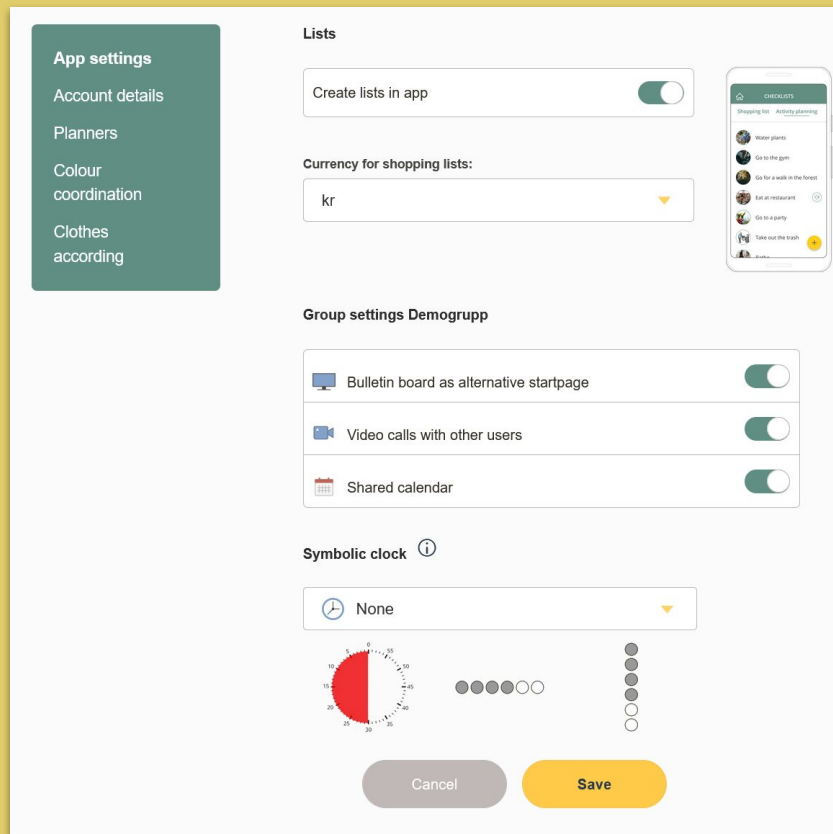 App settings
Account details
Planners
Colour
coordination
Clothes
according
Lists
Create lists in app
Currency for shopping lists:
kr
CHECKLISTS
Shopping list Activity planning
Water plants
Go to the gym
Go for a walk in the forest
Eat at restaurant
Go to a party
Take out the trash
Group settings Demogrupp
Bulletin board as alternative startpage
Video calls with other users
Shared calendar
Symbolic clock
None
0
5 55
10 50
15 45
20 40
25 35
30
Cancel
Save